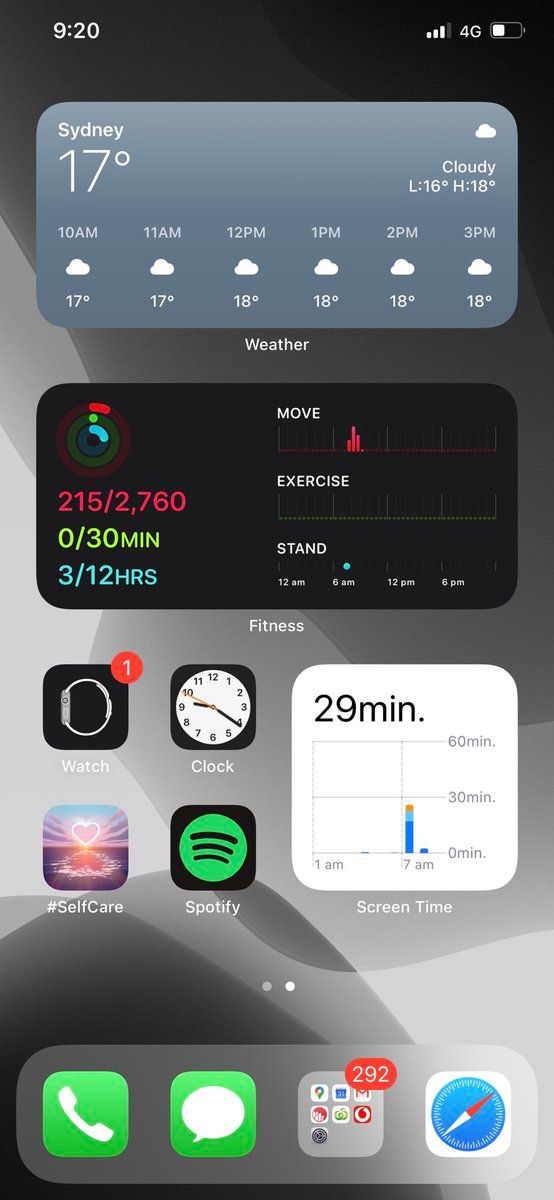 9:20 4G
Sydney
17°
Cloudy
L:16° H:18°
10AM 11AM 12PM 1PM 2PM 3PM
17° 17° 18° 18° 18° 18°
Weather
215/2,760
0/30MIN
3/12HRS
MOVE
EXERCISE
STAND
12 am 6 am 12 pm 6 pm
Fitness
1
Watch
12 1 2 3 4 5 6 7 8 9 10 11
Clock
29min.
60min.
30min.
0min.
1 am 7 am
#SelfCare
Spotify
Screen Time
292
31